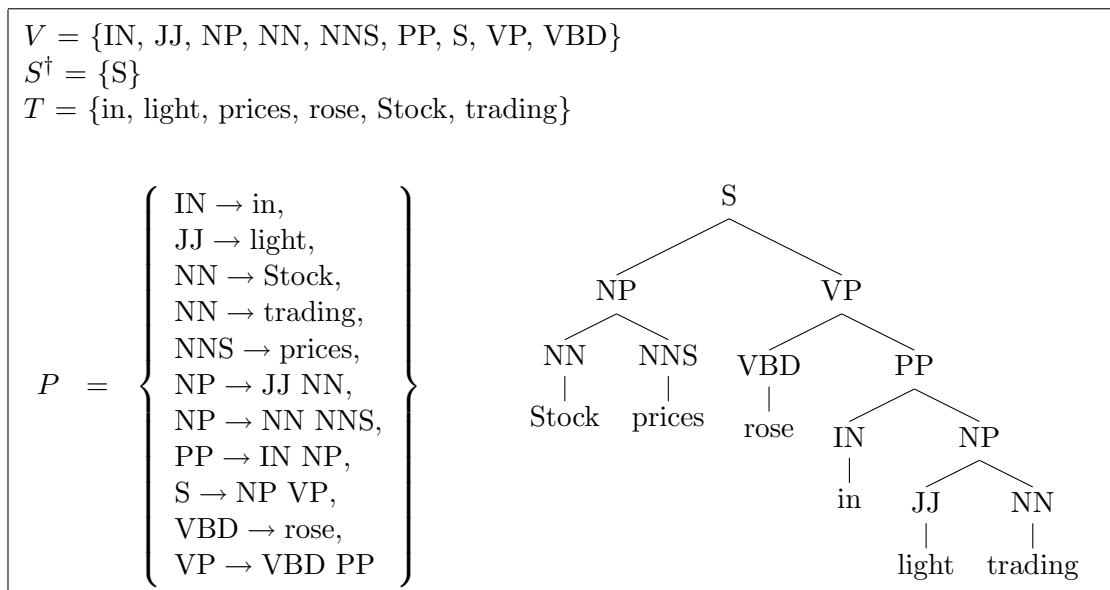 V = {IN, JJ, NP, NN, NNS, PP, S, VP, VBD}
S† = {S}
T = {in, light, prices, rose, Stock, trading}
P = {
IN → in,
JJ → light,
NN → Stock,
NN → trading,
NNS → prices,
NP → JJ NN,
NP → NN NNS,
PP → IN NP,
S → NP VP,
VBD → rose,
VP → VBD PP
}
S
NP VP
NN NNS VBD PP
Stock prices rose IN NP
in JJ NN
light trading